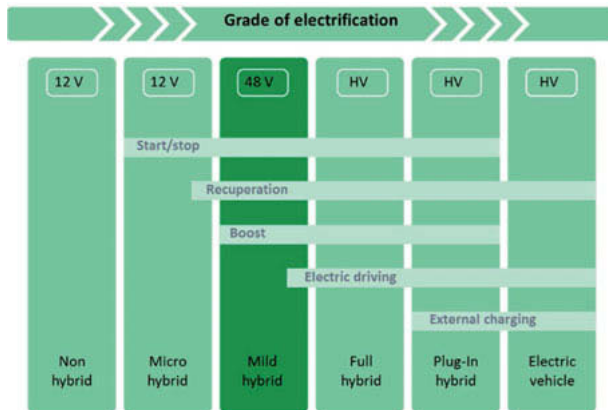 Grade of electrification
12 V 12 V 48 V HV HV HV
Start/stop
Recuperation
Boost
Electric driving
External charging
Non Micro Mild Full Plug-In Electric
hybrid hybrid hybrid hybrid hybrid vehicle